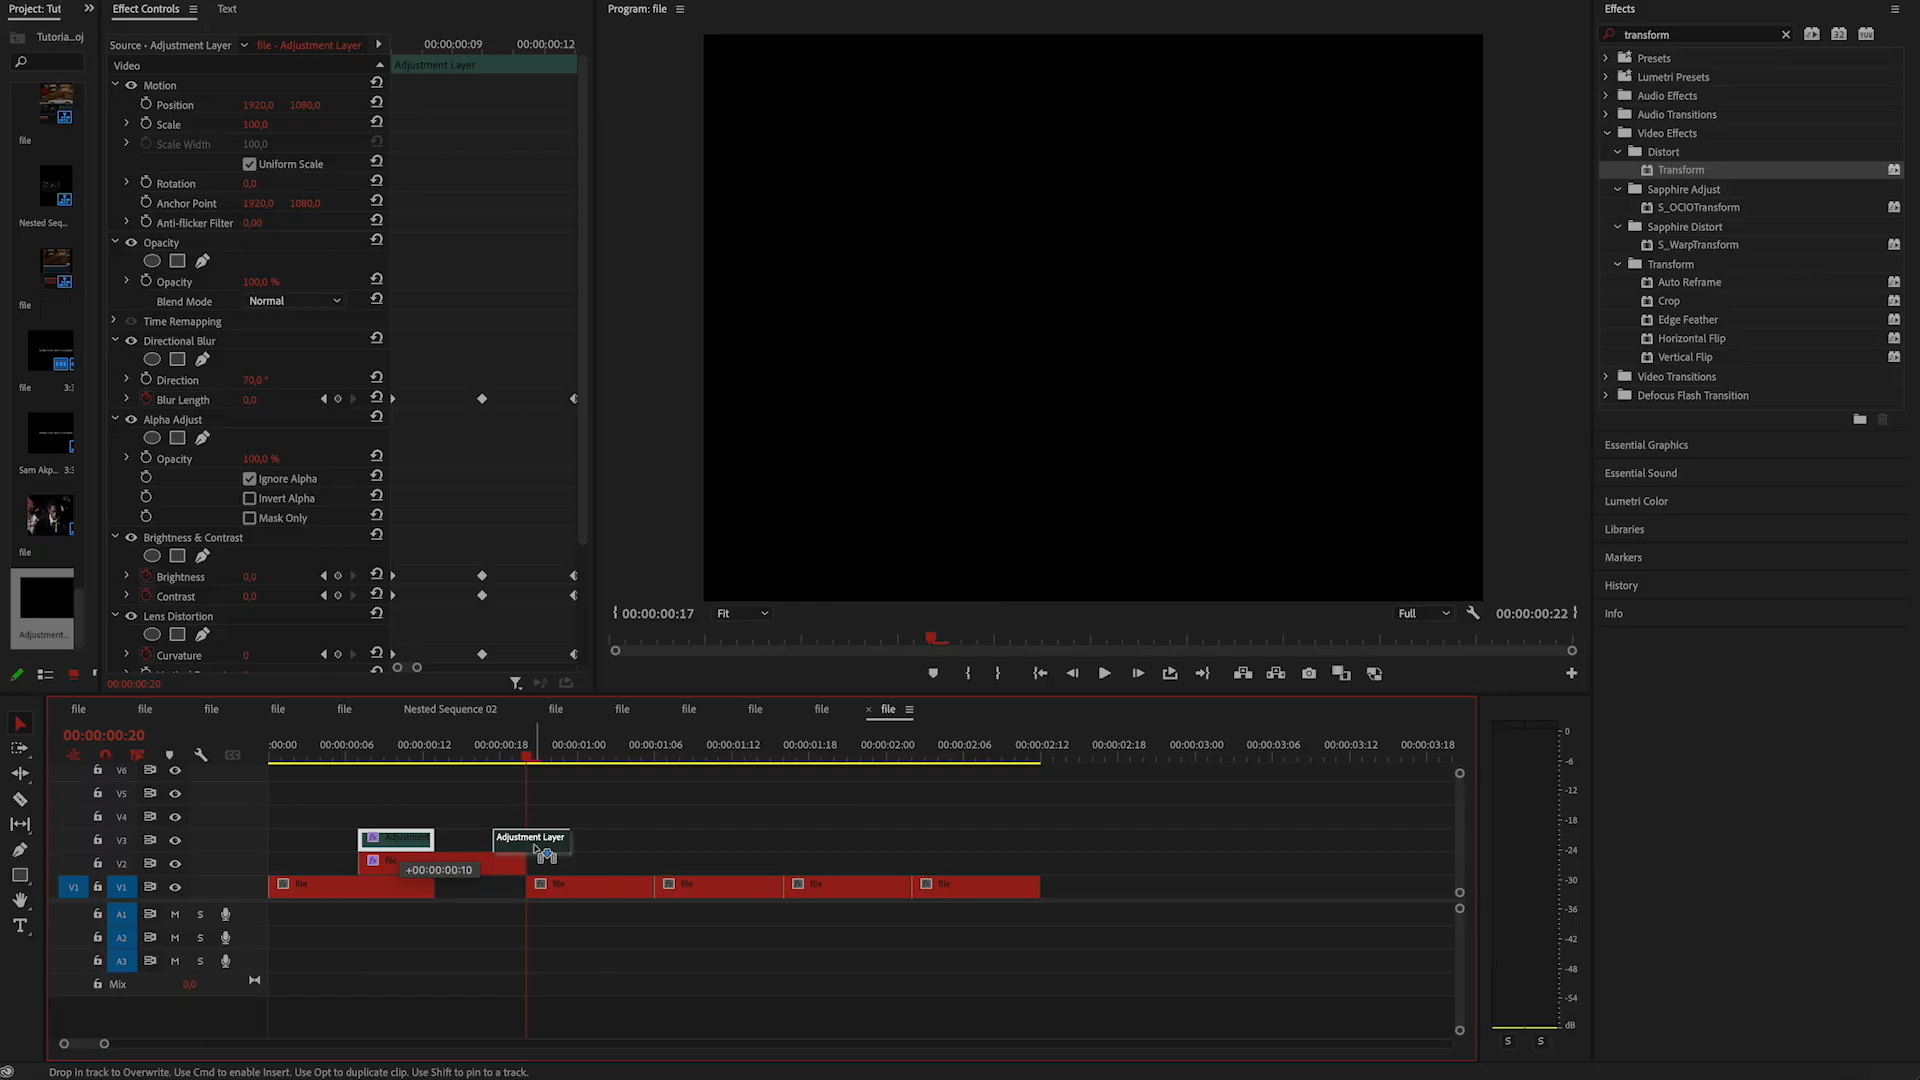 Project: Tut
Effect Controls
Text
Program: file
Effects
Tutoria_oj
Source • Adjustment Layer
file - Adjustment Layer
00:00:00:09
00:00:00:12
transform
Video
Adjustment Layer
Motion
Position
1920,0
1080,0
Scale
100,0
Scale Width
100,0
Uniform Scale
Rotation
0,0
Anchor Point
1920,0
1080,0
Anti-flicker Filter
0,00
Opacity
Opacity
100,0 %
Blend Mode
Normal
Time Remapping
Directional Blur
Direction
70,0 °
Blur Length
0,0
Alpha Adjust
Opacity
100,0 %
Ignore Alpha
Invert Alpha
Mask Only
Brightness & Contrast
Brightness
0,0
Contrast
0,0
Lens Distortion
Curvature
0
00:00:00:20
file
Nested Seq...
file
file
3:3
Sam Akp...
3:3
file
Adjustment...
00:00:00:17
Fit
Full
00:00:00:22
Presets
Lumetri Presets
Audio Effects
Audio Transitions
Video Effects
Distort
Transform
Sapphire Adjust
S_OCIOTransform
Sapphire Distort
S_WarpTransform
Transform
Auto Reframe
Crop
Edge Feather
Horizontal Flip
Vertical Flip
Video Transitions
Defocus Flash Transition
Essential Graphics
Essential Sound
Lumetri Color
Libraries
Markers
History
Info
file
file
file
file
file
Nested Sequence 02
file
file
file
file
file
file
00:00:00:20
:00:00
00:00:00:06
00:00:00:12
00:00:00:18
00:00:01:00
00:00:01:06
00:00:01:12
00:00:01:18
00:00:02:00
00:00:02:06
00:00:02:12
00:00:02:18
00:00:03:00
00:00:03:06
00:00:03:12
00:00:03:18
V6
V5
V4
V3
fx
Adjustment Layer
V2
fx
file
+00:00:00:10
V1
V1
file
file
file
file
file
A1
M
S
A2
M
S
A3
M
S
Mix
0,0
0
-6
-12
-18
-24
-30
-36
-42
-48
-54
dB
S
S
Drop in track to Overwrite. Use Cmd to enable Insert. Use Opt to duplicate clip. Use Shift to pin to a track.